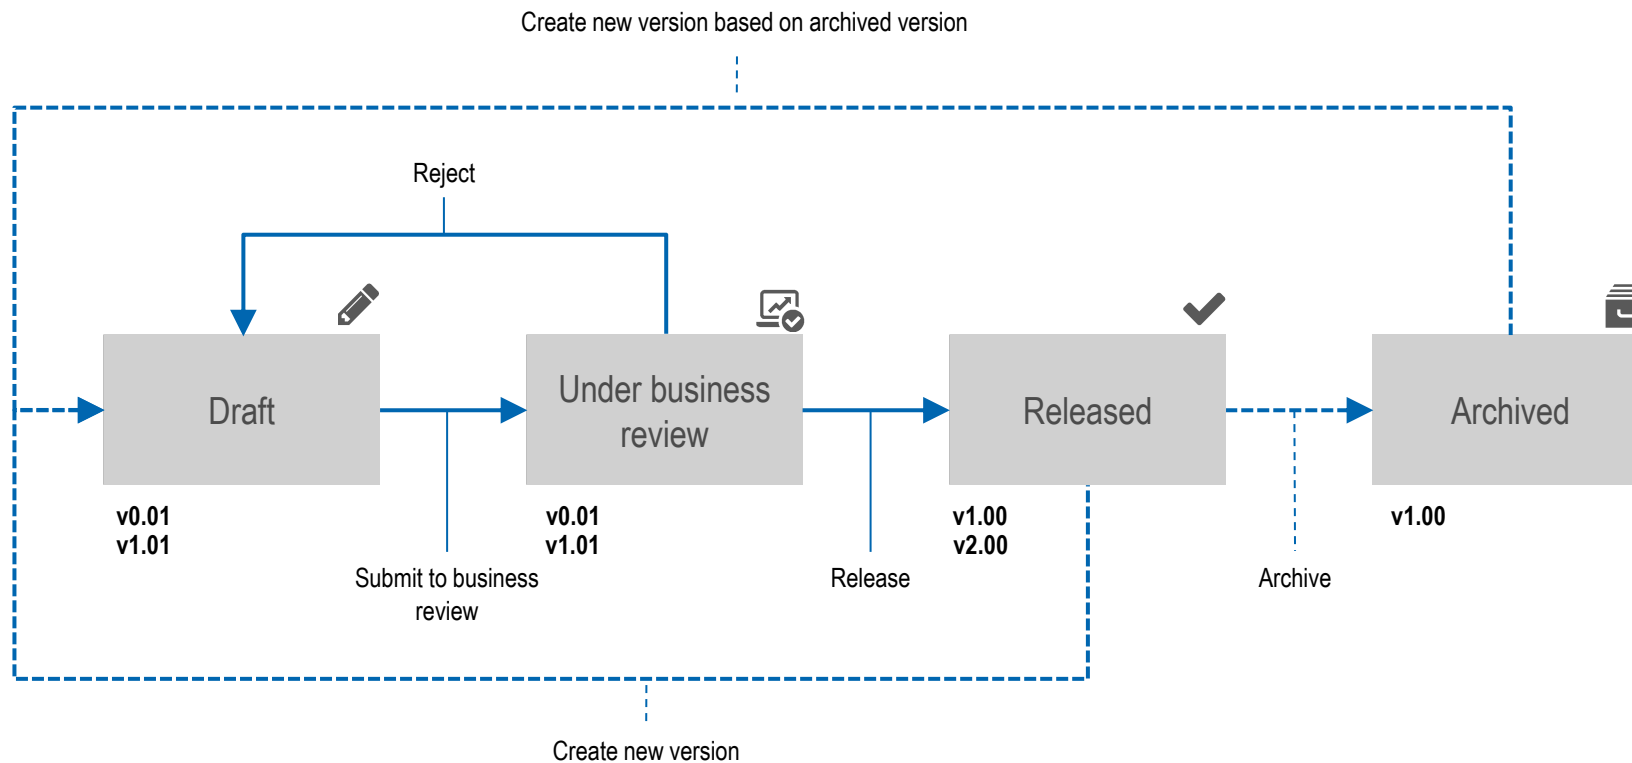 Create new version based on archived version
Reject
Draft
Under business
review
Released
Archived
v0.01
v1.01
v0.01
v1.01
v1.00
v2.00
v1.00
Submit to business
review
Release
Archive
Create new version